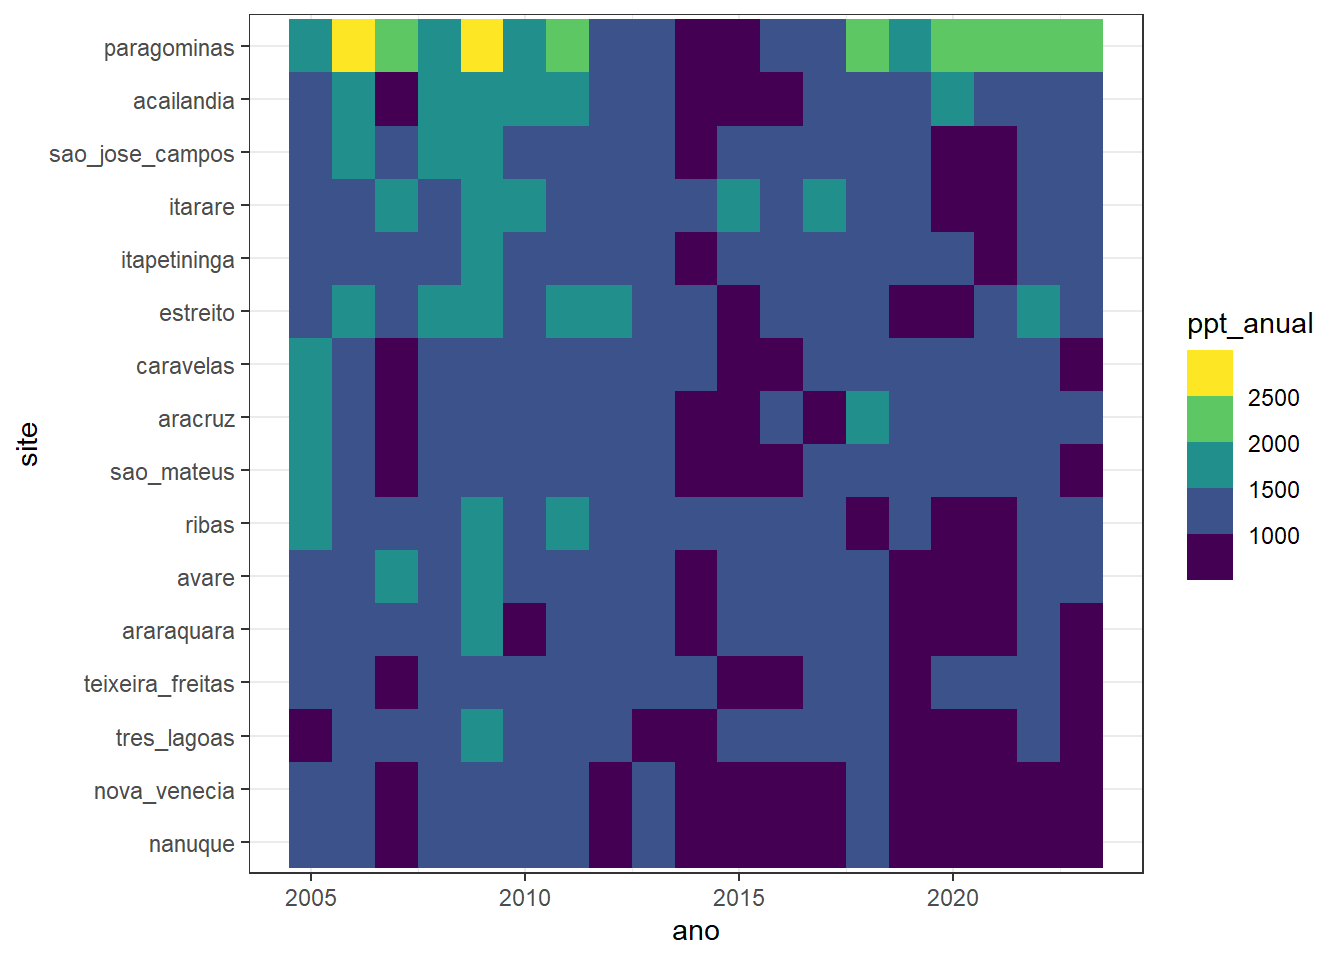 paragominas
acailandia
sao_jose_campos
itarare
itapetininga
estreito
caravelas
aracruz
sao_mateus
ribas
avare
araraquara
teixeira_freitas
tres_lagoas
nova_venecia
nanuque
site
2005 2010 2015 2020
ano
ppt_anual
2500
2000
1500
1000